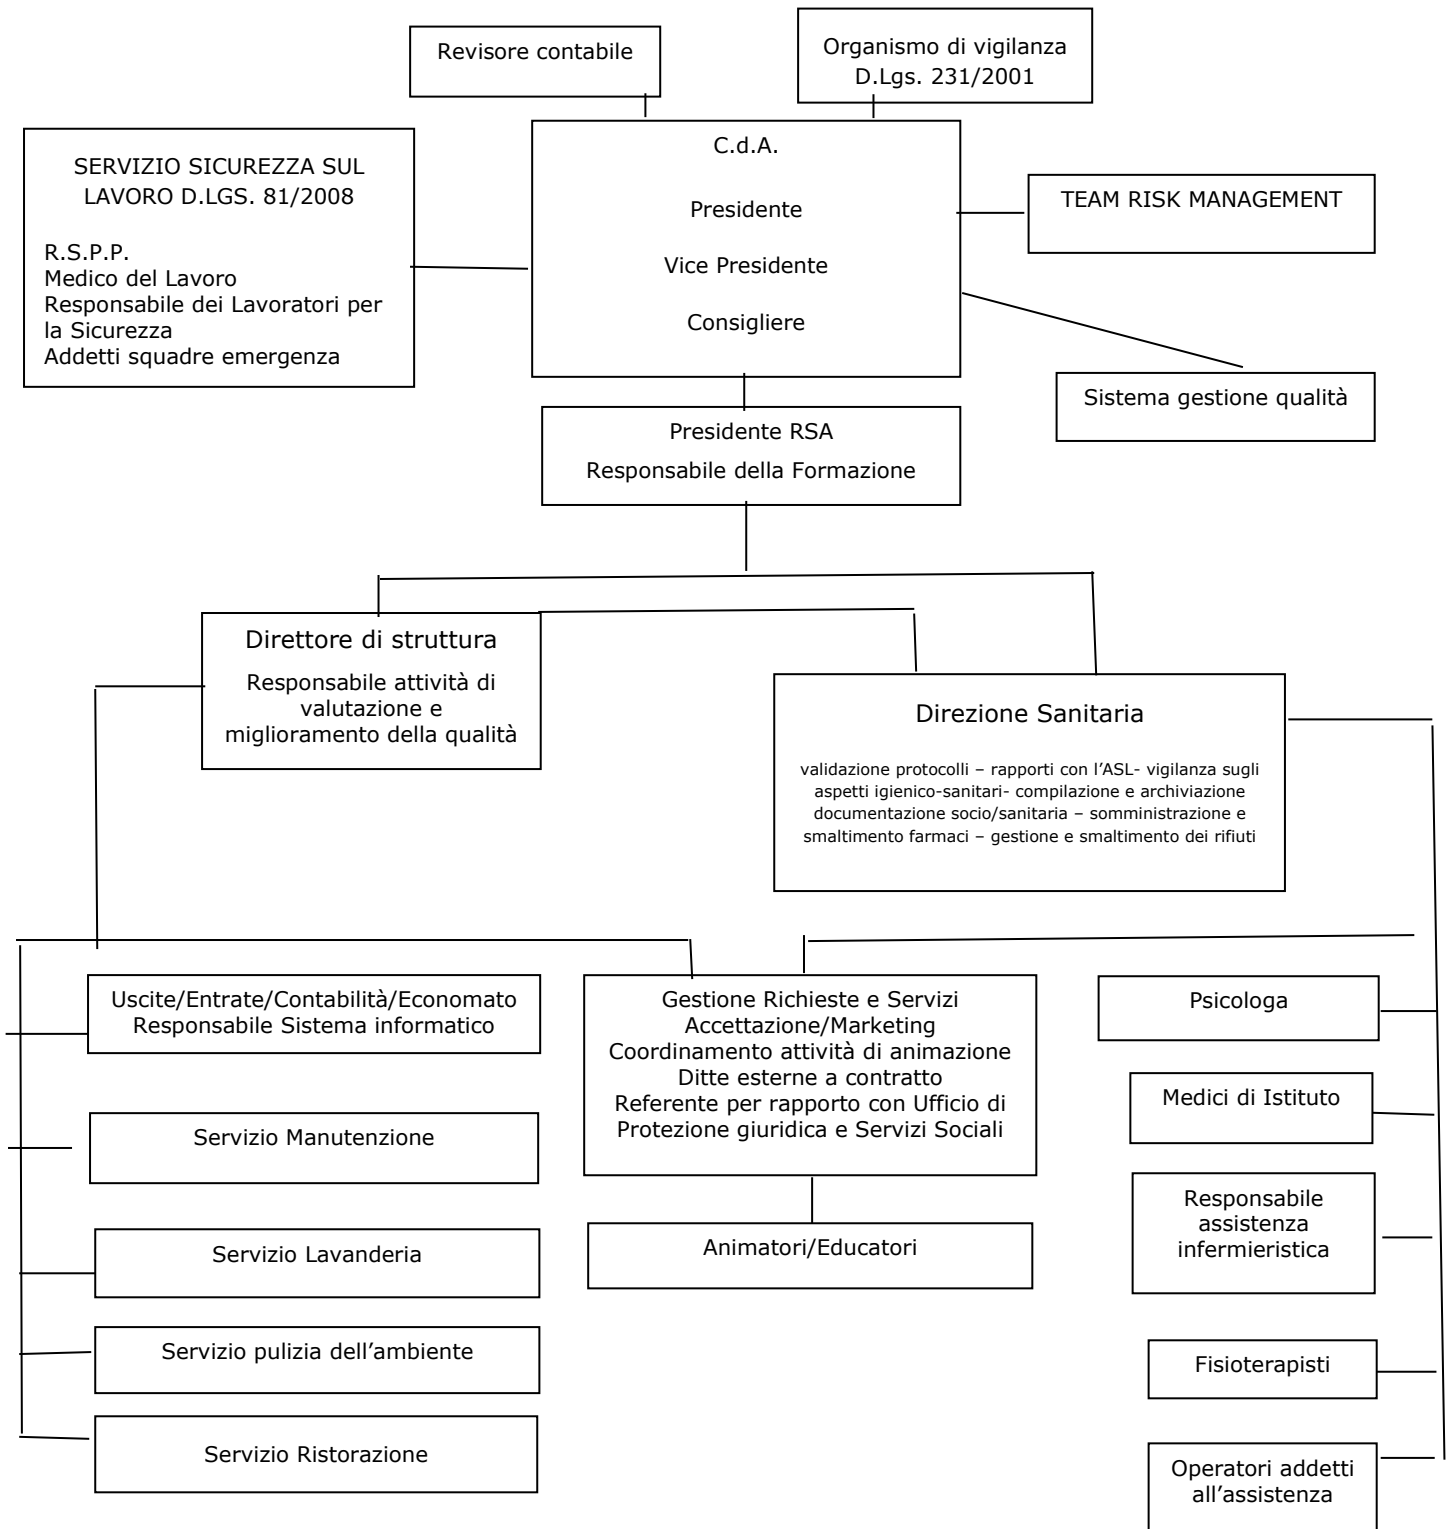 Revisore contabile
Organismo di vigilanza
D.Lgs. 231/2001
SERVIZIO SICUREZZA SUL
LAVORO D.LGS. 81/2008
R.S.P.P.
Medico del Lavoro
Responsabile dei Lavoratori per
la Sicurezza
Addetti squadre emergenza
C.d.A.
Presidente
Vice Presidente
Consigliere
TEAM RISK MANAGEMENT
Sistema gestione qualità
Presidente RSA
Responsabile della Formazione
Direttore di struttura
Responsabile attività di
valutazione e
miglioramento della qualità
Direzione Sanitaria
validazione protocolli – rapporti con l’ASL- vigilanza sugli
aspetti igienico-sanitari- compilazione e archiviazione
documentazione socio/sanitaria – somministrazione e
smaltimento farmaci – gestione e smaltimento dei rifiuti
Uscite/Entrate/Contabilità/Economato
Responsabile Sistema informatico
Servizio Manutenzione
Servizio Lavanderia
Servizio pulizia dell’ambiente
Servizio Ristorazione
Gestione Richieste e Servizi
Accettazione/Marketing
Coordinamento attività di animazione
Ditte esterne a contratto
Referente per rapporto con Ufficio di
Protezione giuridica e Servizi Sociali
Animatori/Educatori
Psicologa
Medici di Istituto
Responsabile
assistenza
infermieristica
Fisioterapisti
Operatori addetti
all’assistenza